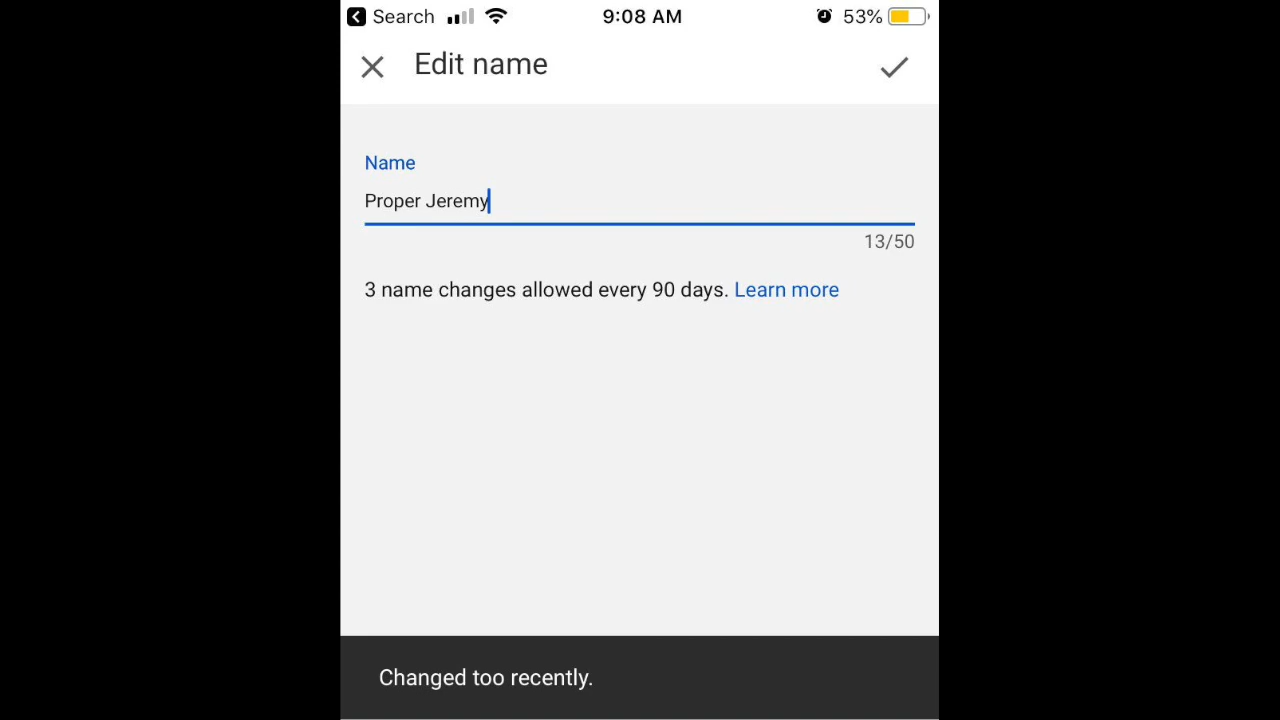 Search 9:08 AM 53%
Edit name
Name
Proper Jeremy
13/50
3 name changes allowed every 90 days. Learn more
Changed too recently.